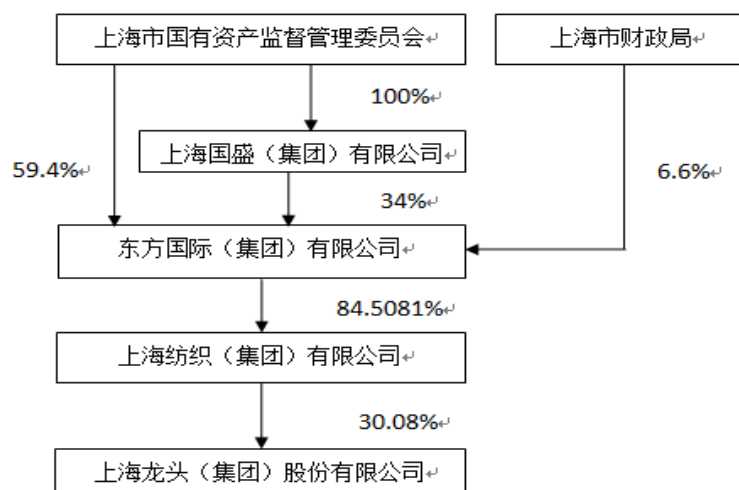 上海市国有资产监督管理委员会↵
上海市财政局↵
100%↵
上海国盛（集团）有限公司↵
59.4%↵
6.6%↵
34%↵
东方国际（集团）有限公司↵
84.5081%↵
上海纺织（集团）有限公司↵
30.08%↵
上海龙头（集团）股份有限公司↵